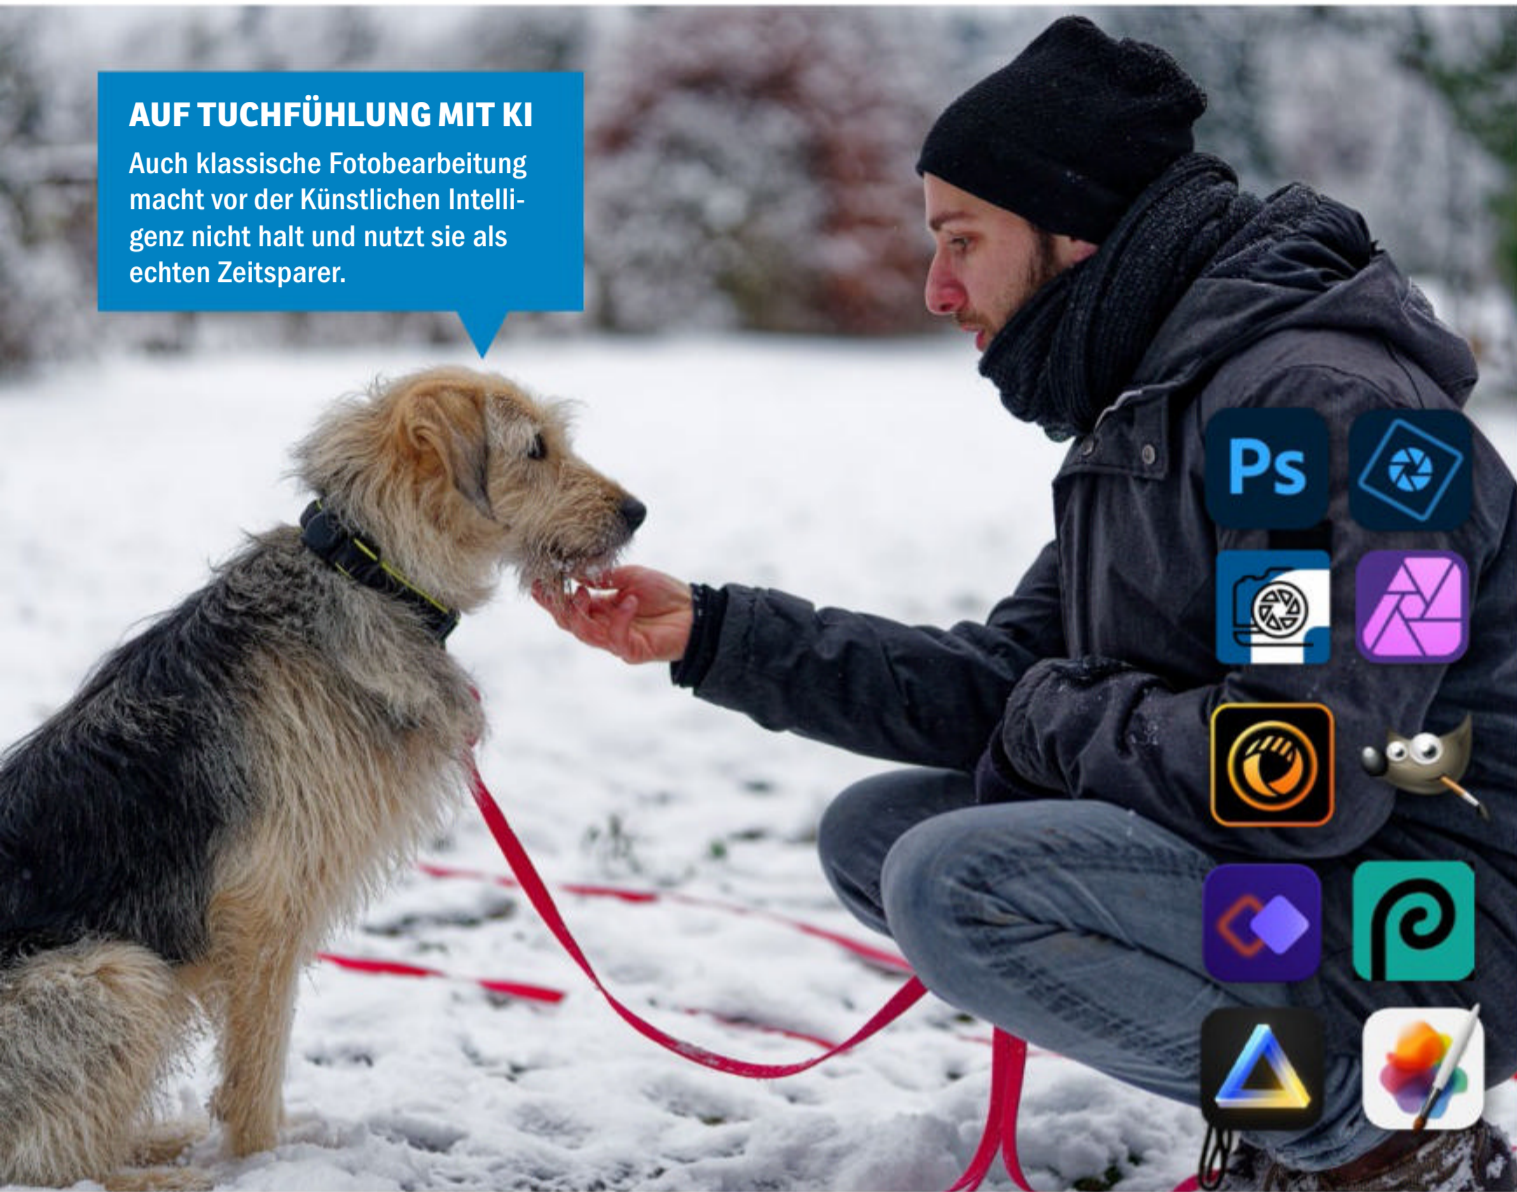 AUF TUCHFÜHLUNG MIT KI
Auch klassische Fotobearbeitung
macht vor der Künstlichen Intelli-
genz nicht halt und nutzt sie als
echten Zeitsparer.
Ps